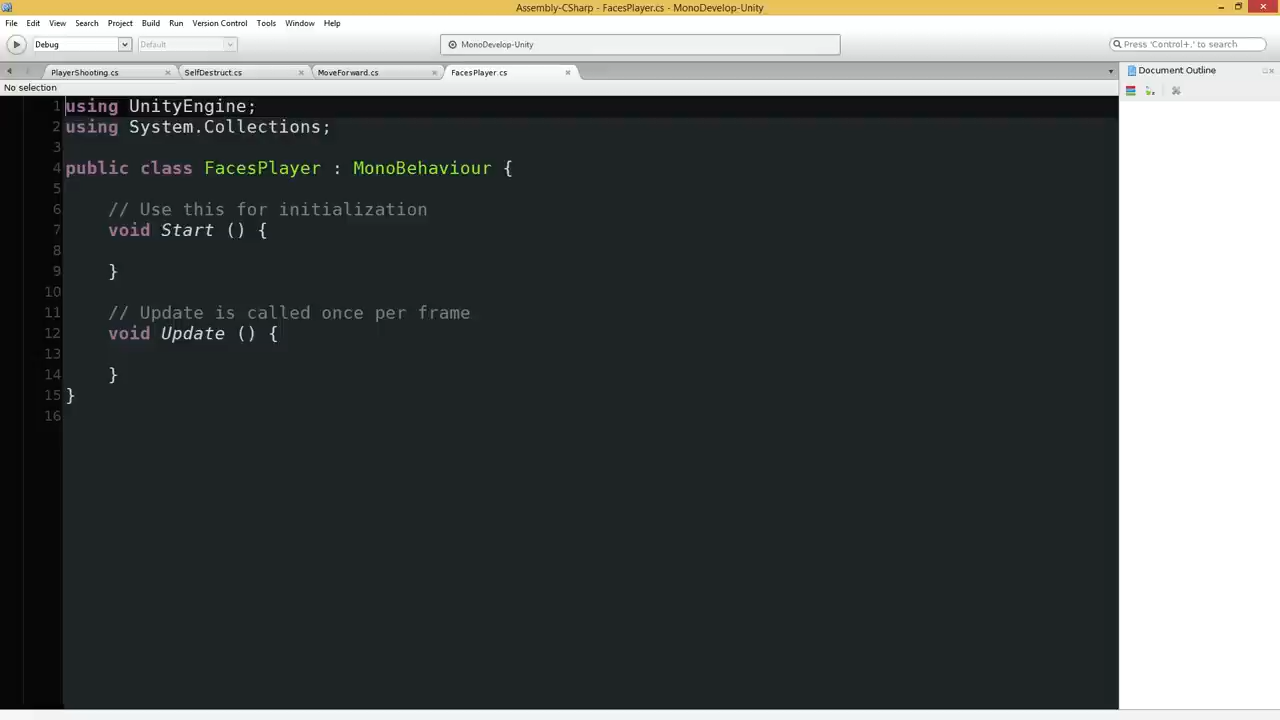 Assembly-CSharp - FacesPlayer.cs - MonoDevelop-Unity
File Edit View Search Project Build Run Version Control Tools Window Help
Debug Default MonoDevelop-Unity Press 'Control+,' to search
PlayerShooting.cs SelfDestruct.cs MoveForward.cs FacesPlayer.cs Document Outline
No selection
1 using UnityEngine;
2 using System.Collections;
3
4 public class FacesPlayer : MonoBehaviour {
5
6 // Use this for initialization
7 void Start () {
8
9 }
10
11 // Update is called once per frame
12 void Update () {
13
14 }
15 }
16